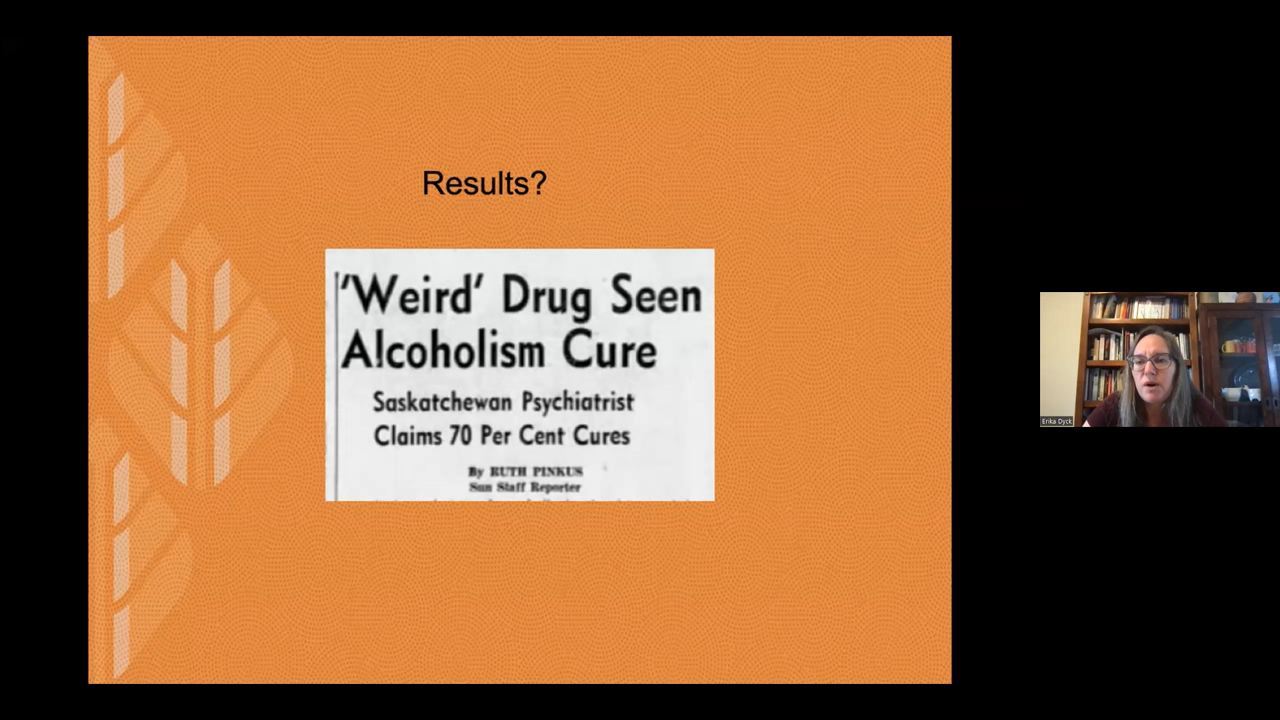 Results?
'Weird' Drug Seen
Alcoholism Cure
Saskatchewan Psychiatrist
Claims 70 Per Cent Cures
By RUTH PINKUS
Sun Staff Reporter
Erika Dyck